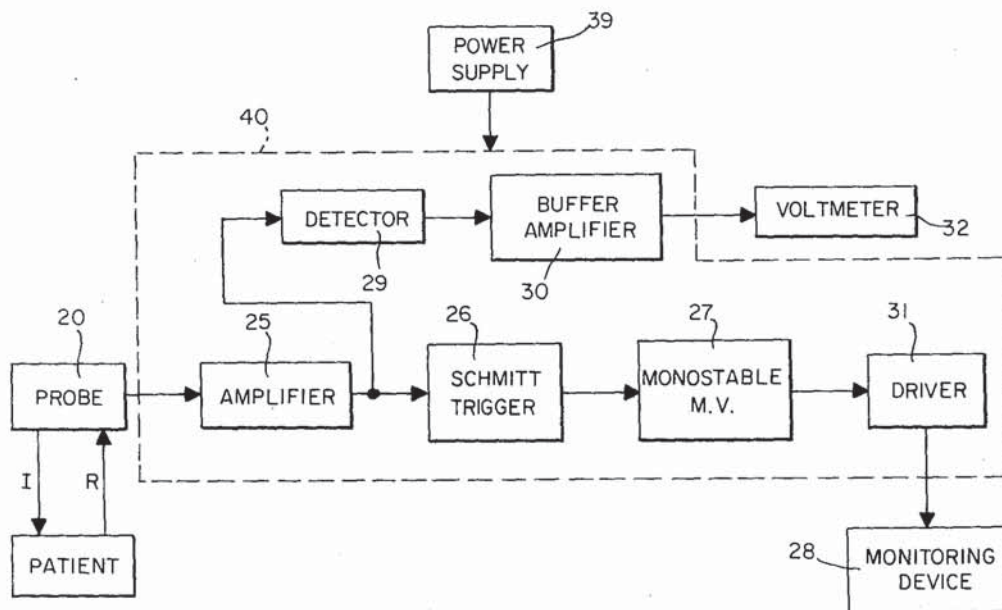 39
POWER
SUPPLY
40
DETECTOR
29
BUFFER
AMPLIFIER
30
VOLTMETER
32
20
PROBE
25
AMPLIFIER
26
SCHMITT
TRIGGER
27
MONOSTABLE
M.V.
31
DRIVER
I
R
PATIENT
28
MONITORING
DEVICE